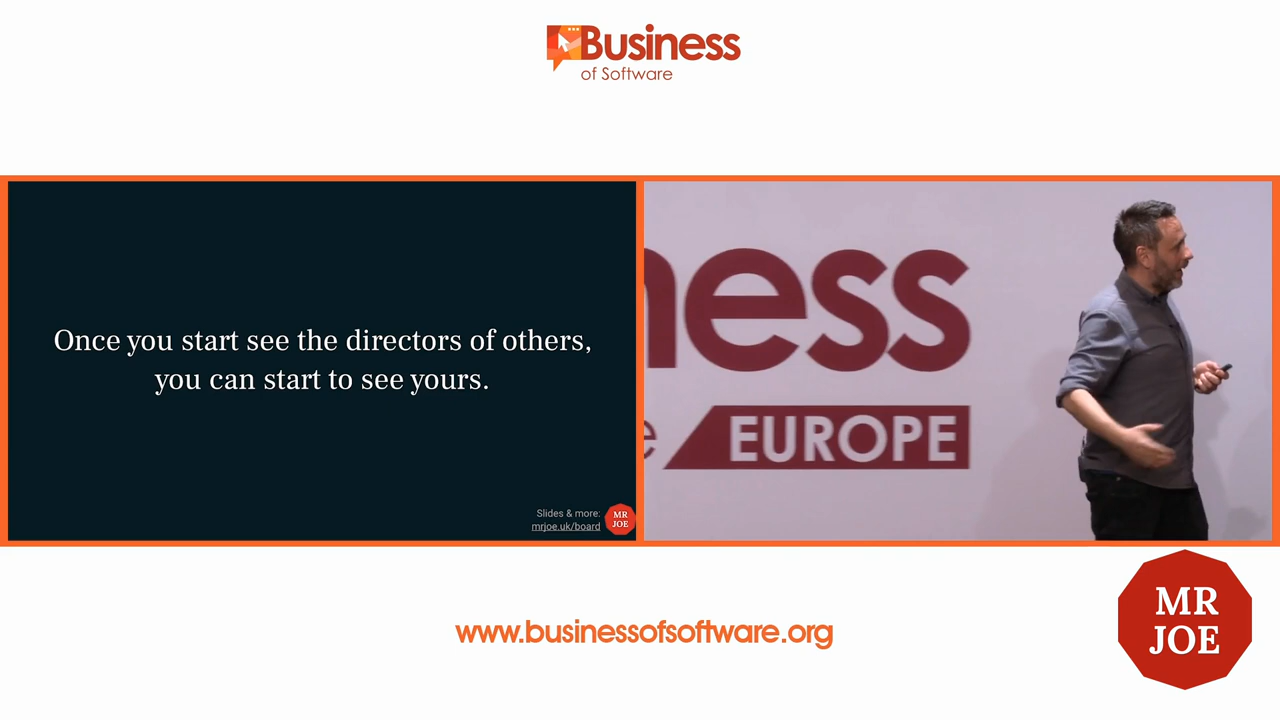 Business
of Software
Once you start see the directors of others,
you can start to see yours.
Slides & more:
mrjoe.uk/board
MR
JOE
ness
e
EUROPE
www.businessofsoftware.org
MR
JOE